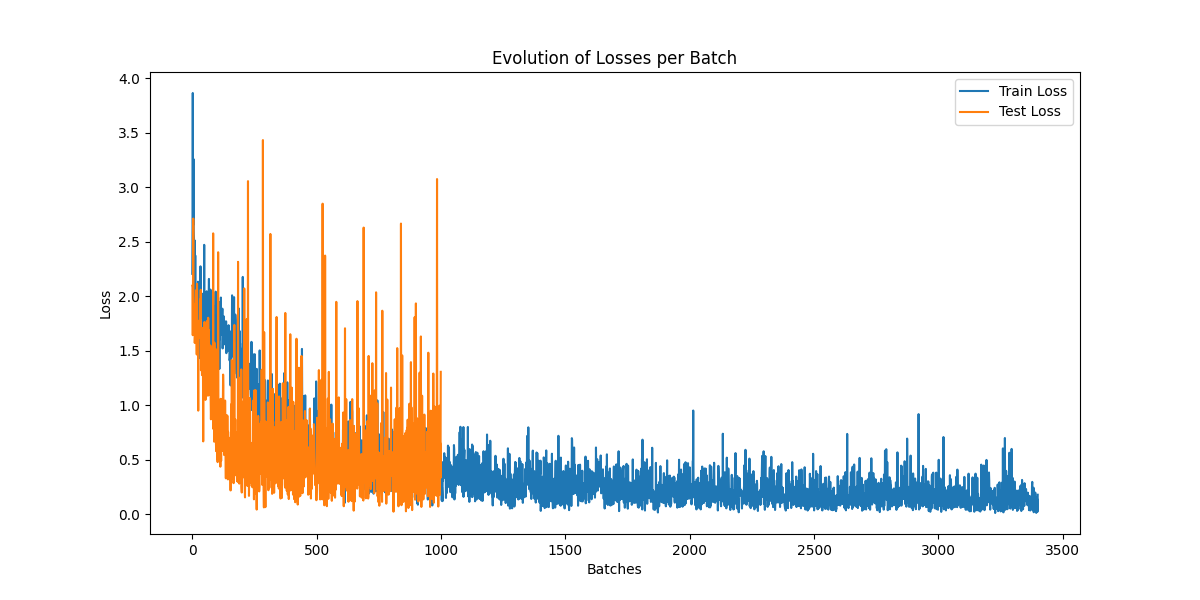 Evolution of Losses per Batch
Train Loss
Test Loss
Loss
4.0
3.5
3.0
2.5
2.0
1.5
1.0
0.5
0.0
0 500 1000 1500 2000 2500 3000 3500
Batches